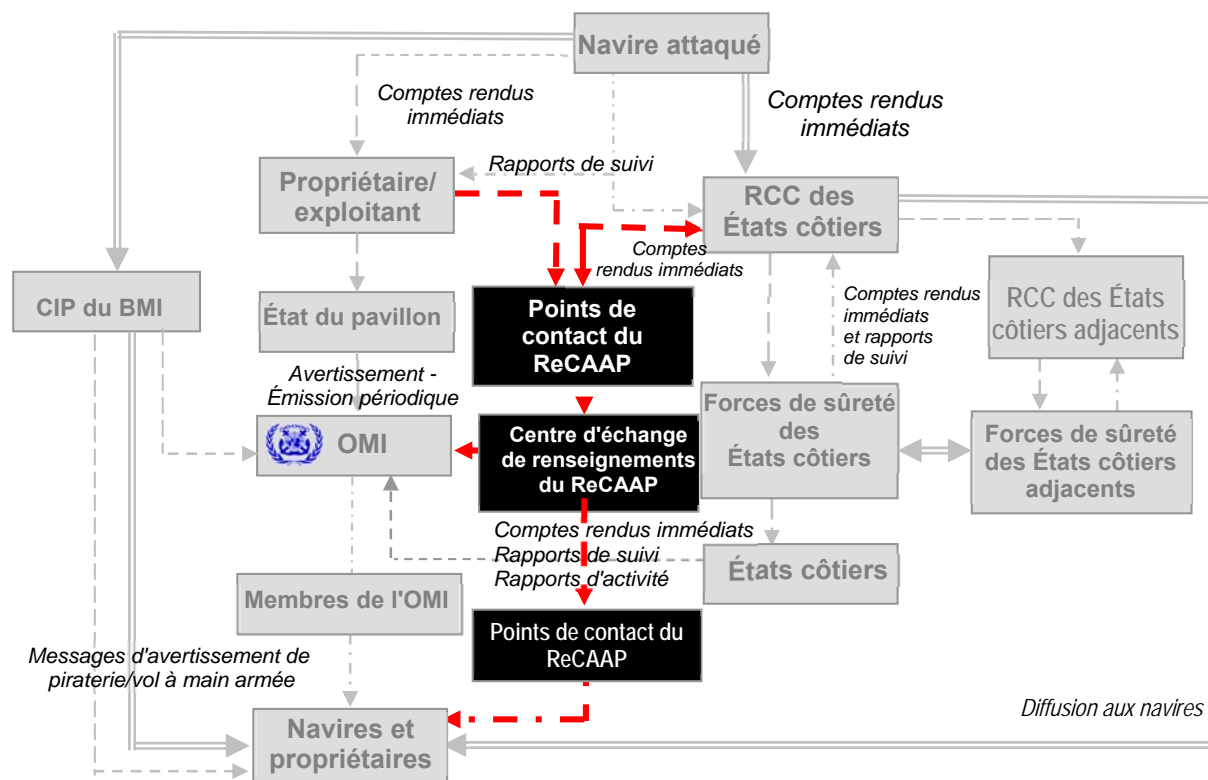 Navire attaqué
Comptes rendus
immédiats
Comptes rendus
immédiats
Rapports de suivi
Propriétaire/
exploitant
RCC des
États côtiers
Comptes
rendus immédiats
CIP du BMI
État du pavillon
Points de
contact du
ReCAAP
Comptes rendus
immédiats
et rapports
de suivi
RCC des États
côtiers adjacents
Avertissement -
Émission périodique
OMI
Centre d'échange
de renseignements
du ReCAAP
Forces de sûreté
des
États côtiers
Forces de sûreté
des États côtiers
adjacents
Comptes rendus immédiats
Rapports de suivi
Rapports d'activité
États côtiers
Membres de l'OMI
Points de contact du
ReCAAP
Messages d'avertissement de
piraterie/vol à main armée
Navires et
propriétaires
Diffusion aux navires